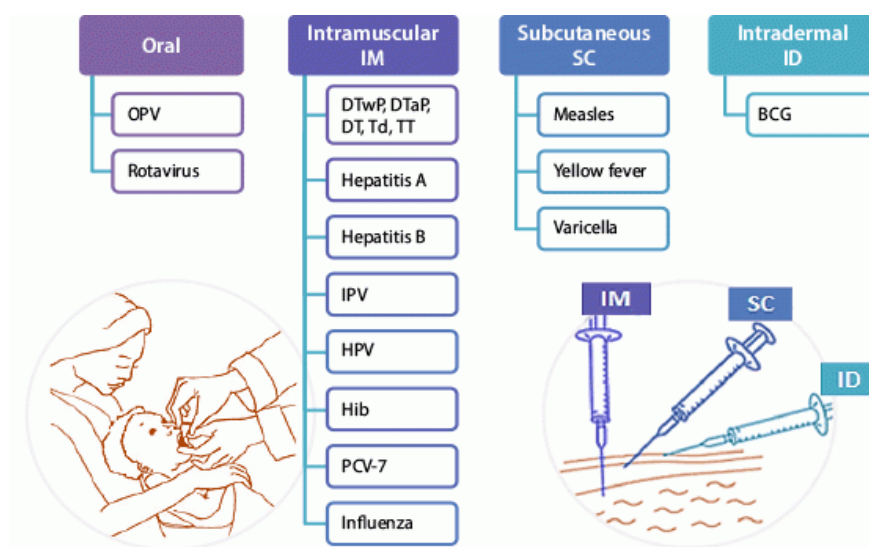 Oral
OPV
Rotavirus
Intramuscular
IM
DTwP, DTaP,
DT, Td, TT
Hepatitis A
Hepatitis B
IPV
HPV
Hib
PCV-7
Influenza
Subcutaneous
SC
Measles
Yellow fever
Varicella
Intradermal
ID
BCG
IM
SC
ID